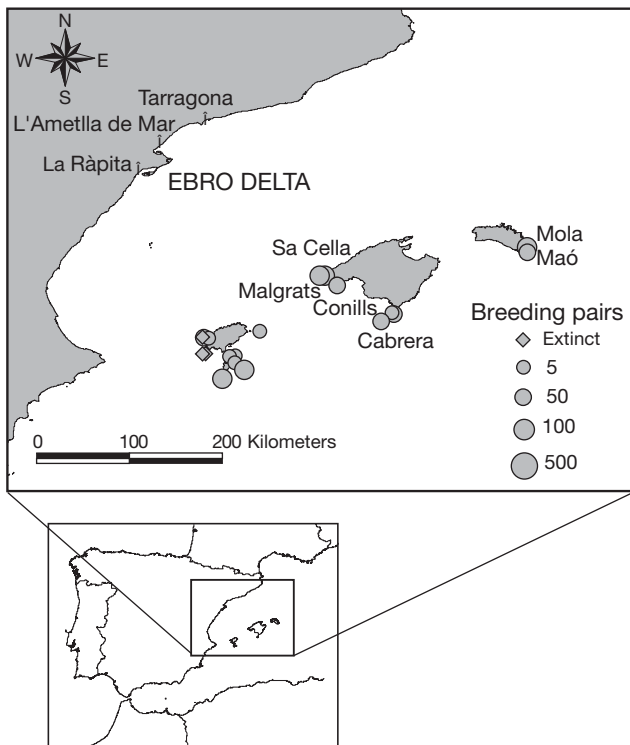 N
W E
S
Tarragona
L'Ametlla de Mar
La Ràpita
EBRO DELTA
Mola
Maó
Sa Cella
Malgrats
Conills
Cabrera
Breeding pairs
Extinct
5
50
100
500
0 100 200 Kilometers